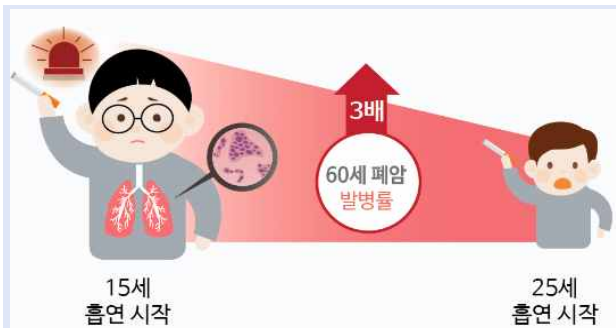 3배
60세 폐암
발병률
15세
흡연 시작
25세
흡연 시작